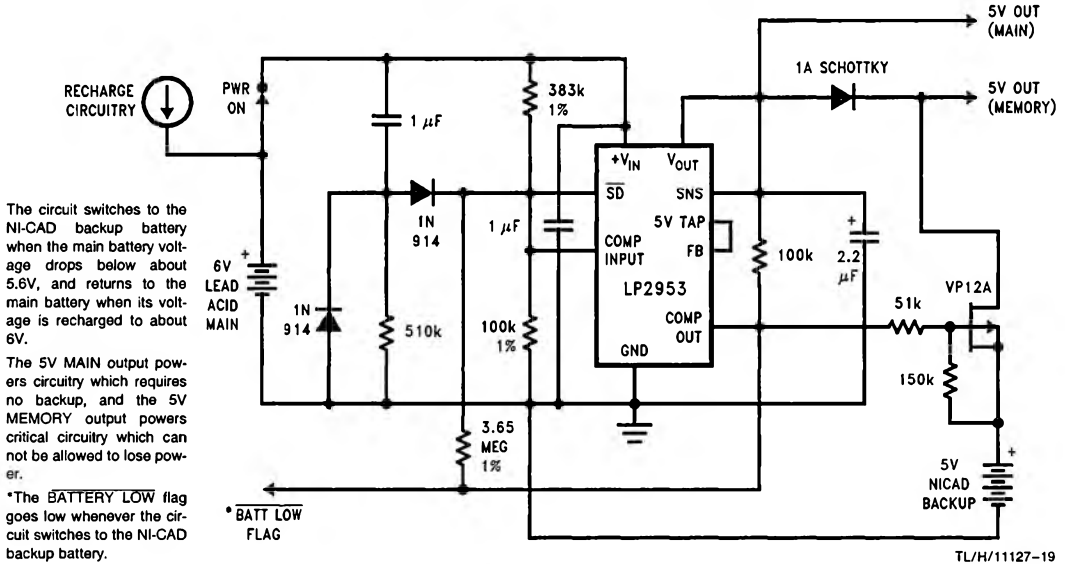 5V OUT
(MAIN)
1A SCHOTTKY
5V OUT
(MEMORY)
RECHARGE
CIRCUITRY
PWR
ON
383k
1%
1 µF
+VIN
VOUT
SD
SNS
1N
914
1 µF
5V TAP
FB
COMP
INPUT
100k
+
2.2
µF
LP2953
VP12A
51k
+
6V
LEAD
ACID
MAIN
1N
914
510k
100k
1%
COMP
OUT
GND
150k
3.65
MEG
1%
+
5V
NICAD
BACKUP
*BATT LOW
FLAG
The circuit switches to the
NI-CAD backup battery
when the main battery volt-
age drops below about
5.6V, and returns to the
main battery when its volt-
age is recharged to about
6V.
The 5V MAIN output pow-
ers circuitry which requires
no backup, and the 5V
MEMORY output powers
critical circuitry which can
not be allowed to lose pow-
er.
*The BATTERY LOW flag
goes low whenever the cir-
cuit switches to the NI-CAD
backup battery.
TL/H/11127–19